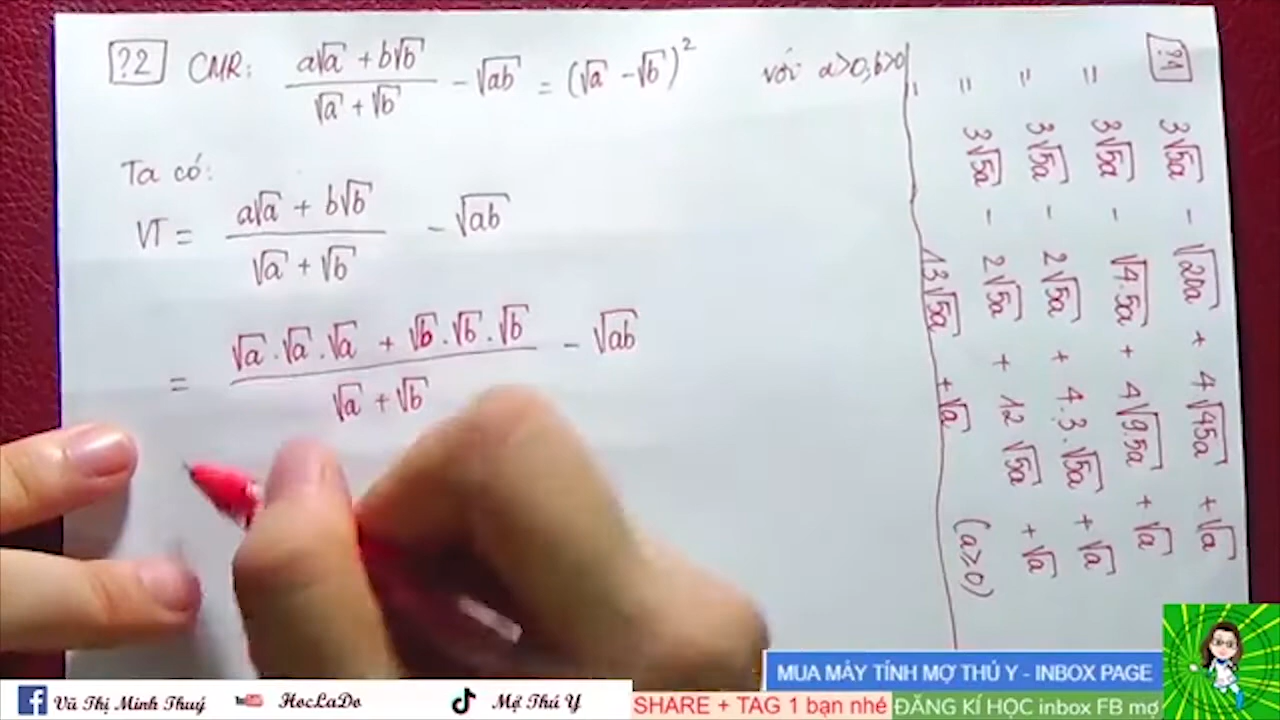 ?2 CMR: (a√a + b√b)/(√a + √b) - √ab = (√a - √b)² với a>0, b>0
Ta có:
VT = (a√a + b√b)/(√a + √b) - √ab
= (√a.√a.√a + √b.√b.√b)/(√a + √b) - √ab
?1
3√5a - √20a + 4√45a + √a
= 3√5a - √4.5a + 4√9.5a + √a
= 3√5a - 2√5a + 4.3.√5a + √a
= 3√5a - 2√5a + 12√5a + √a
= 13√5a + √a (a>0)
MUA MÁY TÍNH MỢ THÚ Y - INBOX PAGE
Vũ Thị Minh Thuý
HocLaDo
Mợ Thú Y
SHARE + TAG 1 bạn nhé
ĐĂNG KÍ HỌC inbox FB mợ